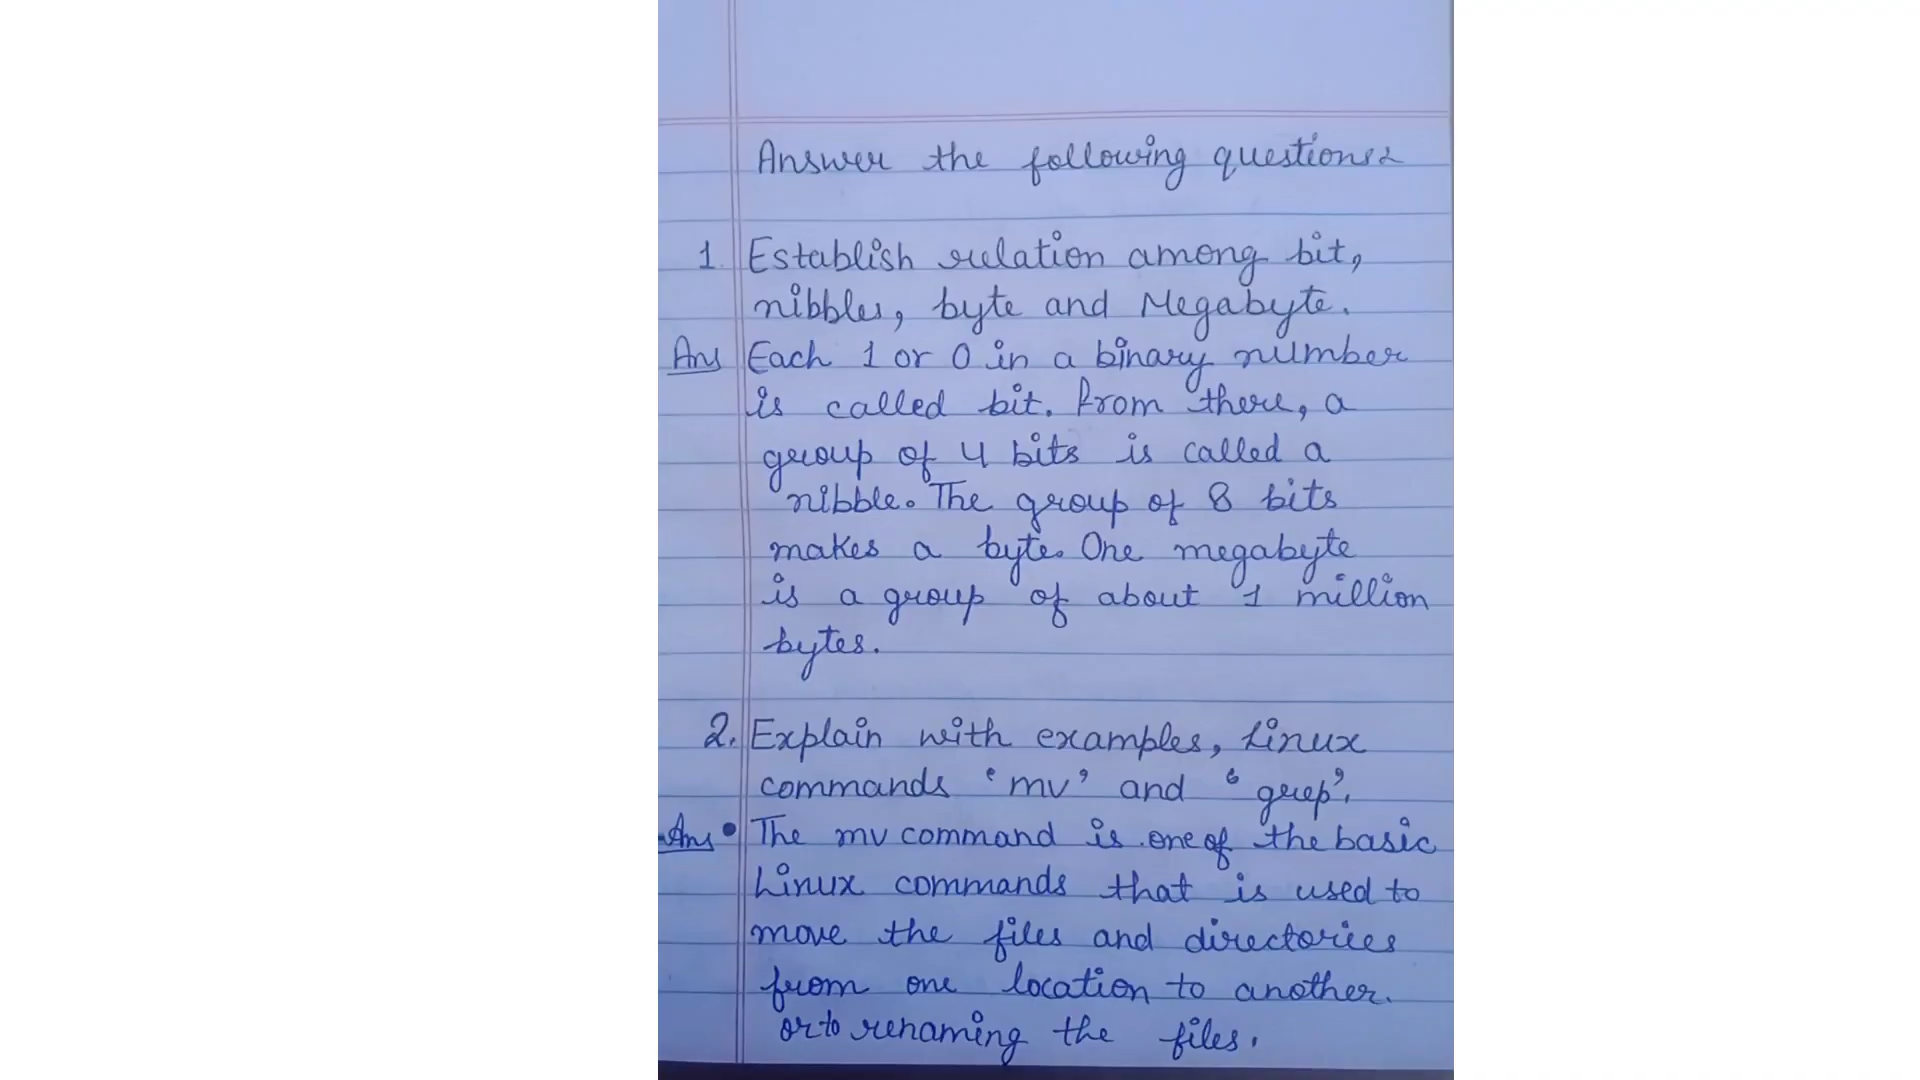 Answer the following questions
1. Establish relation among bit,
nibbles, byte and Megabyte.
Ans Each 1 or 0 in a binary number
is called bit. From there, a
group of 4 bits is called a
nibble. The group of 8 bits
makes a byte. One megabyte
is a group of about 1 million
bytes.
2. Explain with examples, Linux
commands 'mv' and 'grep'.
Ans • The mv command is one of the basic
Linux commands that is used to
move the files and directories
from one location to another.
or to renaming the files.